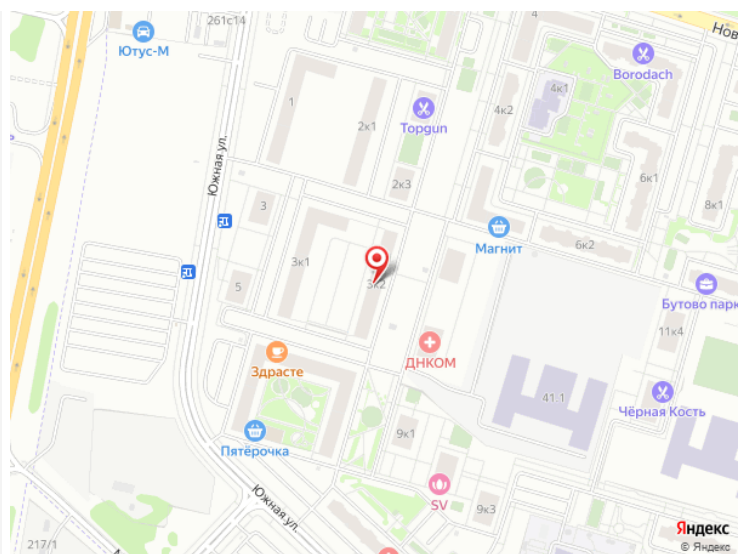 261с14
Ютус-М
Нов
4
Borodach
4к1
4к2
1
2к1
Topgun
Южная ул.
2к3
6к1
8к1
3
Магнит
6к2
3к1
3к2
5
Бутово парк
11к4
ДНКОМ
Здрасте
41.1
Чёрная Кость
9к1
Пятёрочка
SV
Южная ул.
9к3
217/1
Яндекс
© Яндекс